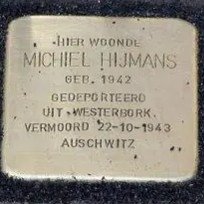 HIER WOONDE
MICHIEL HIJMANS
GEB. 1942
GEDEPORTEERD
UIT WESTERBORK
VERMOORD 22-10-1943
AUSCHWITZ